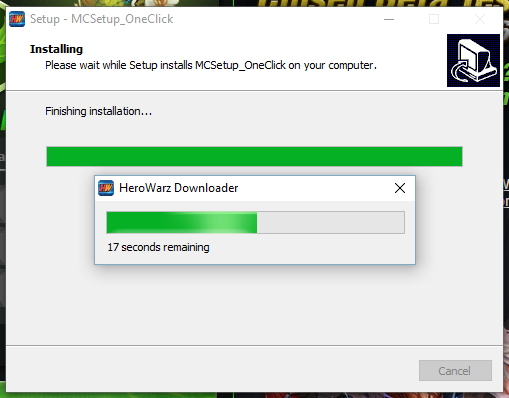 Setup - MCSetup_OneClick
Installing
Please wait while Setup installs MCSetup_OneClick on your computer.
Finishing installation...
HW HeroWarz Downloader
17 seconds remaining
Cancel